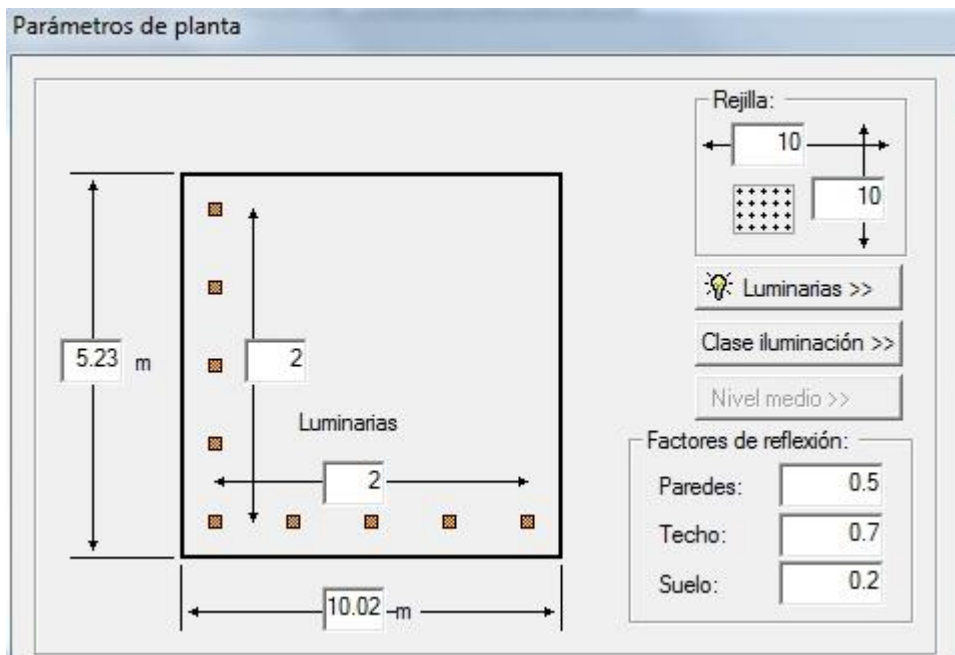 Parámetros de planta
Rejilla:
10
10
Luminarias >>
Clase iluminación >>
Nivel medio >>
5.23 m
2
Luminarias
2
10.02 m
Factores de reflexión:
Paredes: 0.5
Techo: 0.7
Suelo: 0.2